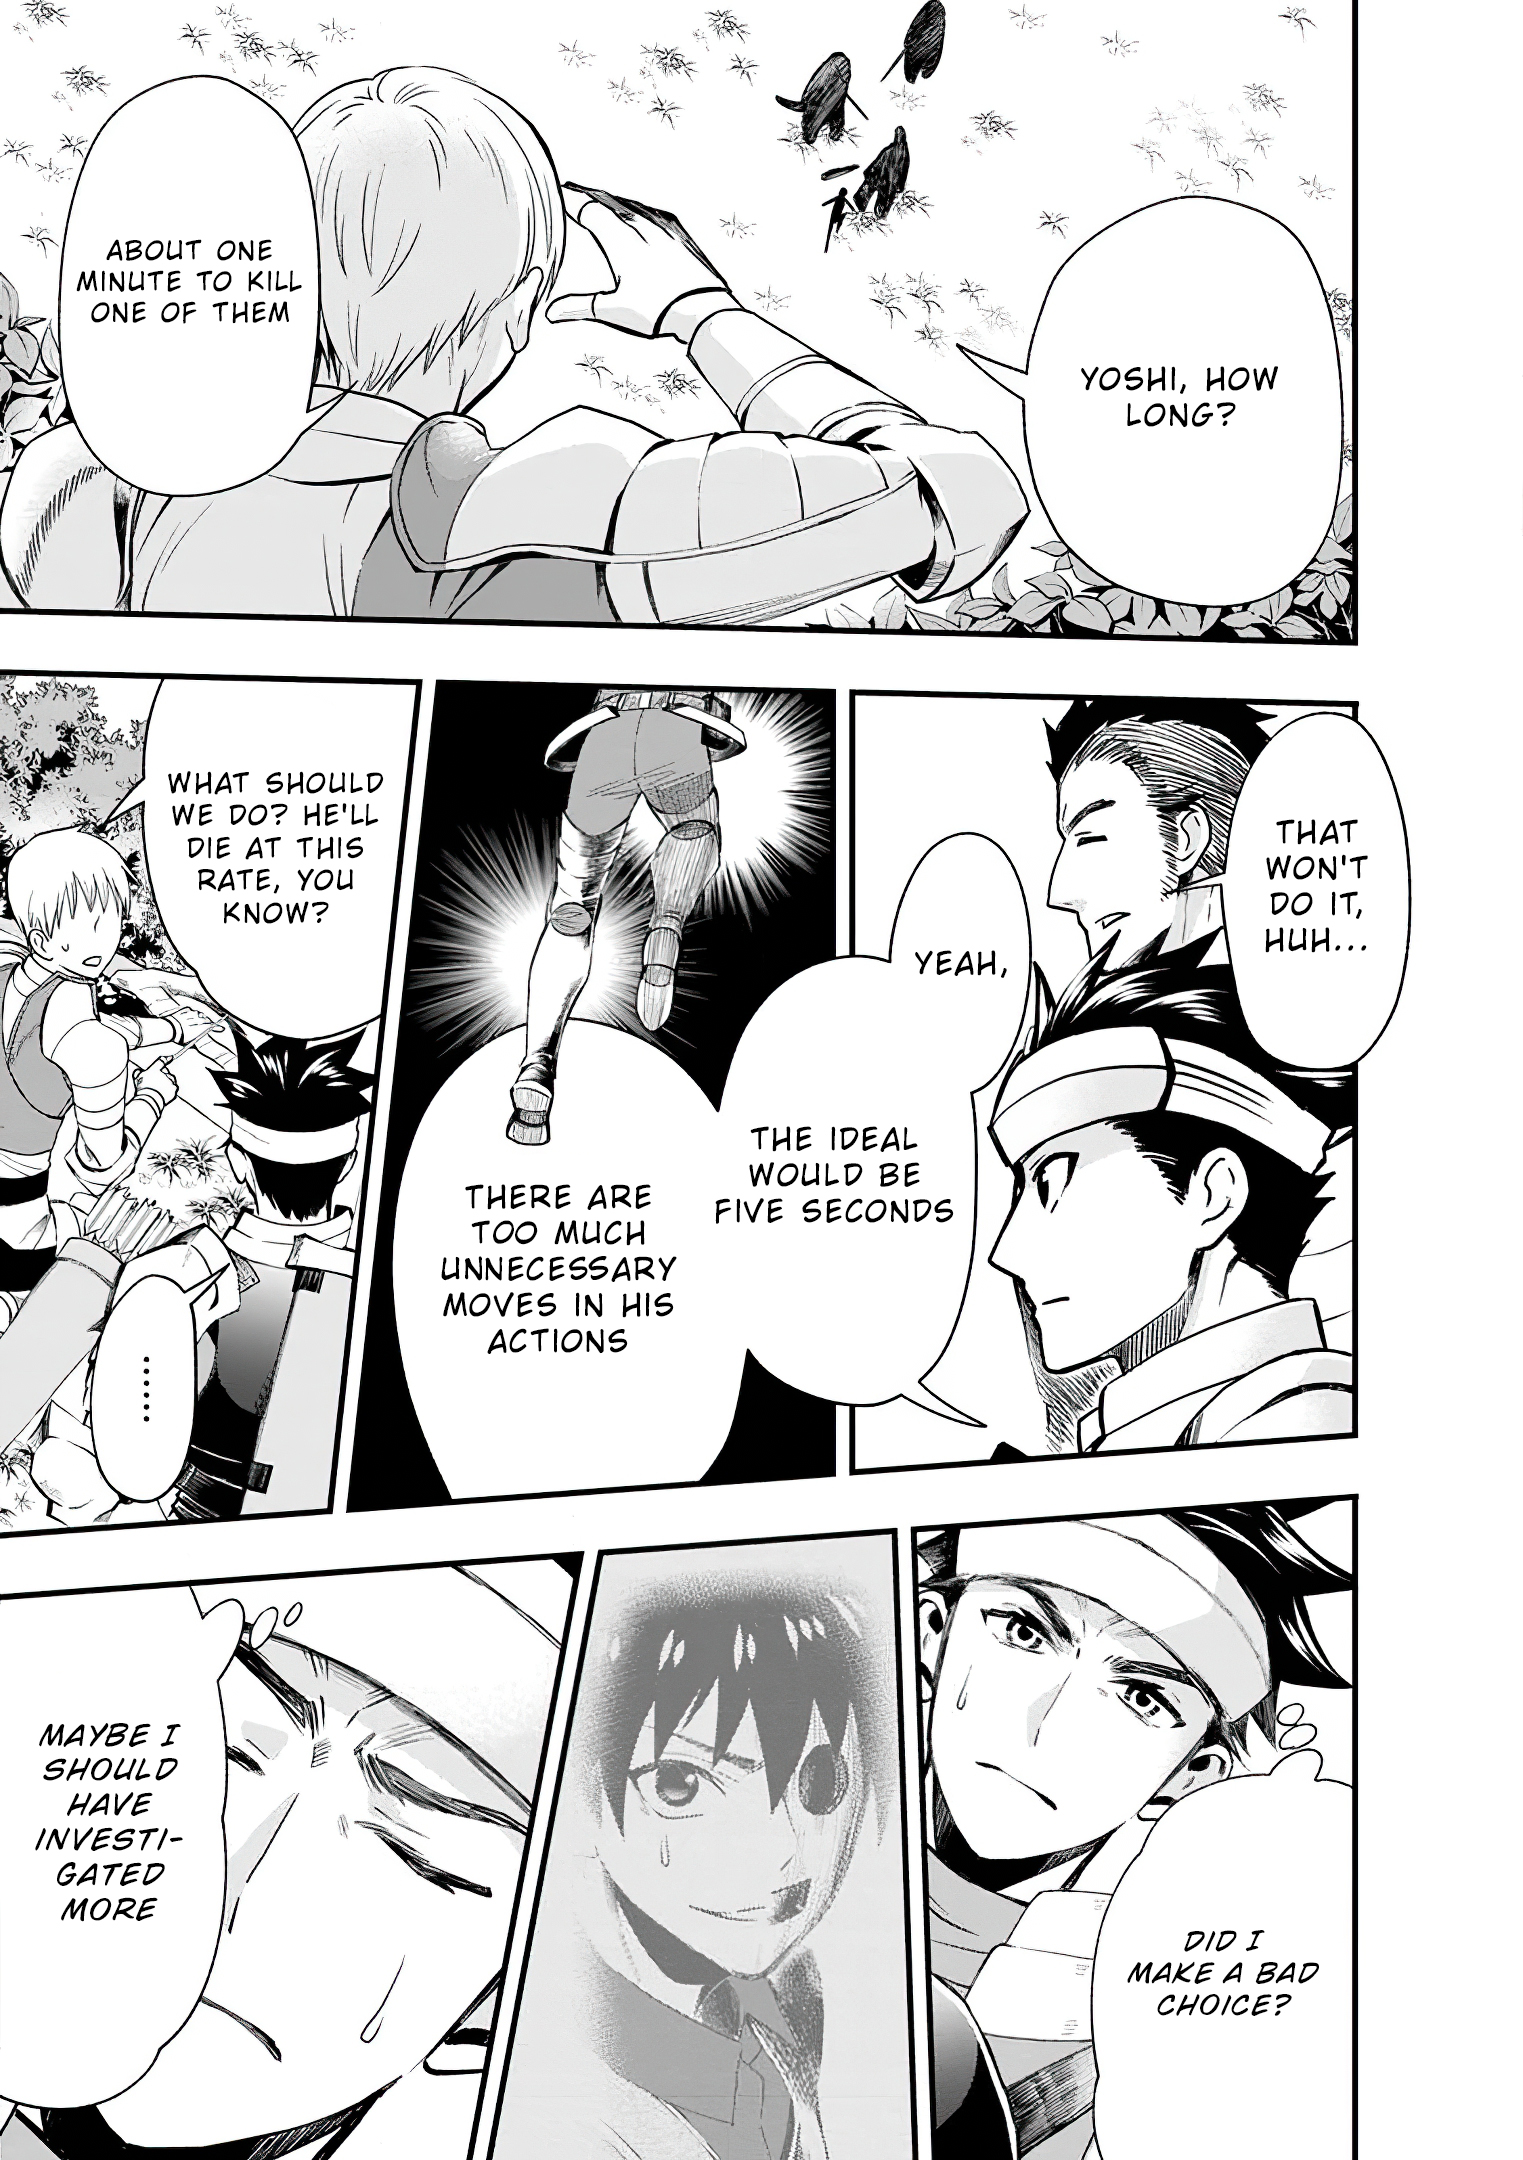 YOSHI, HOW
LONG?
ABOUT ONE
MINUTE TO KILL
ONE OF THEM
THAT
WON'T
DO IT,
HUH...
YEAH,
THE IDEAL
WOULD BE
FIVE SECONDS
THERE ARE
TOO MUCH
UNNECESSARY
MOVES IN HIS
ACTIONS
WHAT SHOULD
WE DO? HE'LL
DIE AT THIS
RATE, YOU
KNOW?
......
DID I
MAKE A BAD
CHOICE?
MAYBE I
SHOULD
HAVE
INVESTI-
GATED
MORE